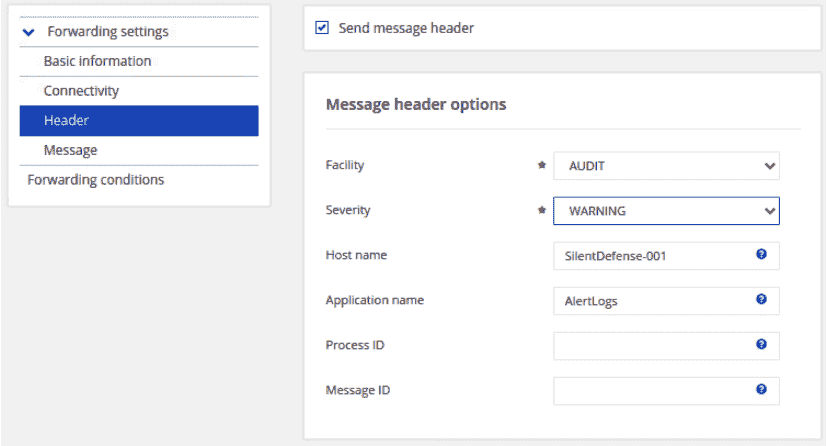 Forwarding settings
Basic information
Connectivity
Header
Message
Forwarding conditions
Send message header
Message header options
Facility * AUDIT
Severity * WARNING
Host name SilentDefense-001 ?
Application name AlertLogs ?
Process ID ?
Message ID ?